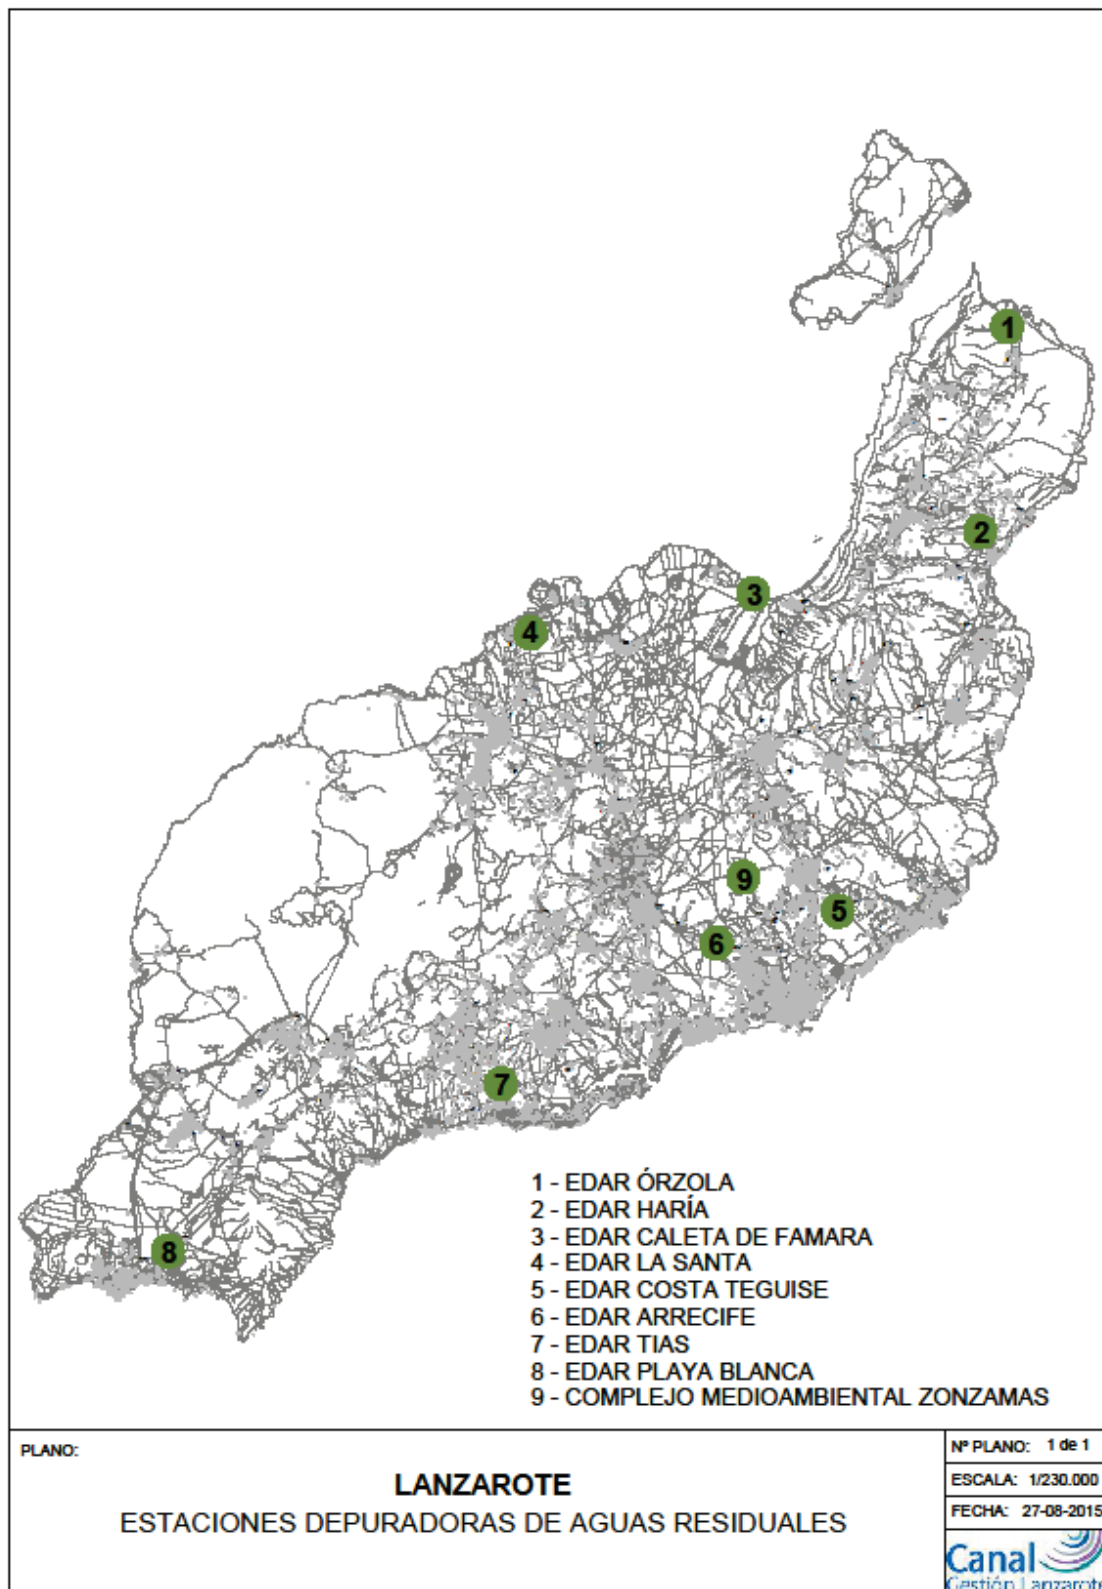 1
2
3
4
9
5
6
7
8
1 - EDAR ÓRZOLA
2 - EDAR HARÍA
3 - EDAR CALETA DE FAMARA
4 - EDAR LA SANTA
5 - EDAR COSTA TEGUISE
6 - EDAR ARRECIFE
7 - EDAR TIAS
8 - EDAR PLAYA BLANCA
9 - COMPLEJO MEDIOAMBIENTAL ZONZAMAS
PLANO:
LANZAROTE
ESTACIONES DEPURADORAS DE AGUAS RESIDUALES
Nº PLANO: 1 de 1
ESCALA: 1/230.000
FECHA: 27-08-2015
Canal
Gestión Lanzarote